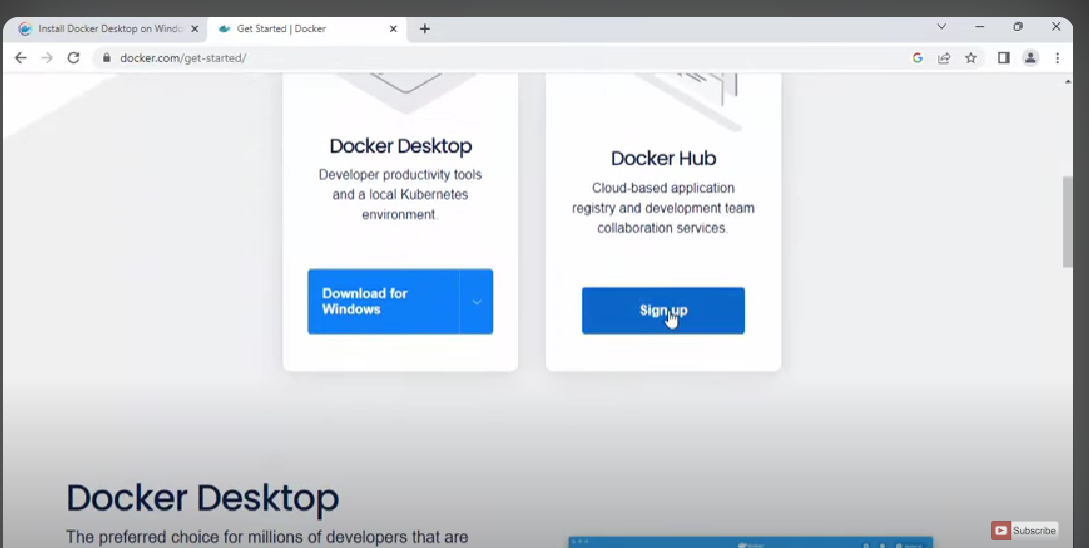 Install Docker Desktop on Windo
Get Started | Docker
docker.com/get-started/
Docker Desktop
Developer productivity tools
and a local Kubernetes
environment.
Download for
Windows
Docker Hub
Cloud-based application
registry and development team
collaboration services.
Sign up
Docker Desktop
The preferred choice for millions of developers that are
Subscribe